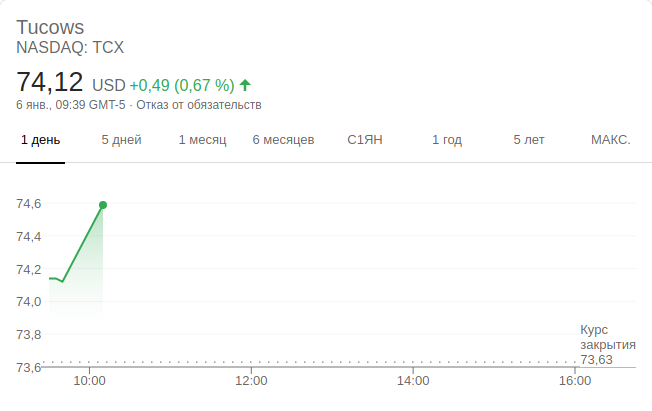 Tucows
NASDAQ: TCX
74,12 USD +0,49 (0,67 %)
6 янв., 09:39 GMT-5 · Отказ от обязательств
1 день 5 дней 1 месяц 6 месяцев С1ЯН 1 год 5 лет МАКС.
74,6
74,4
74,2
74,0
73,8
73,6
Курс
закрытия
73,63
10:00 12:00 14:00 16:00